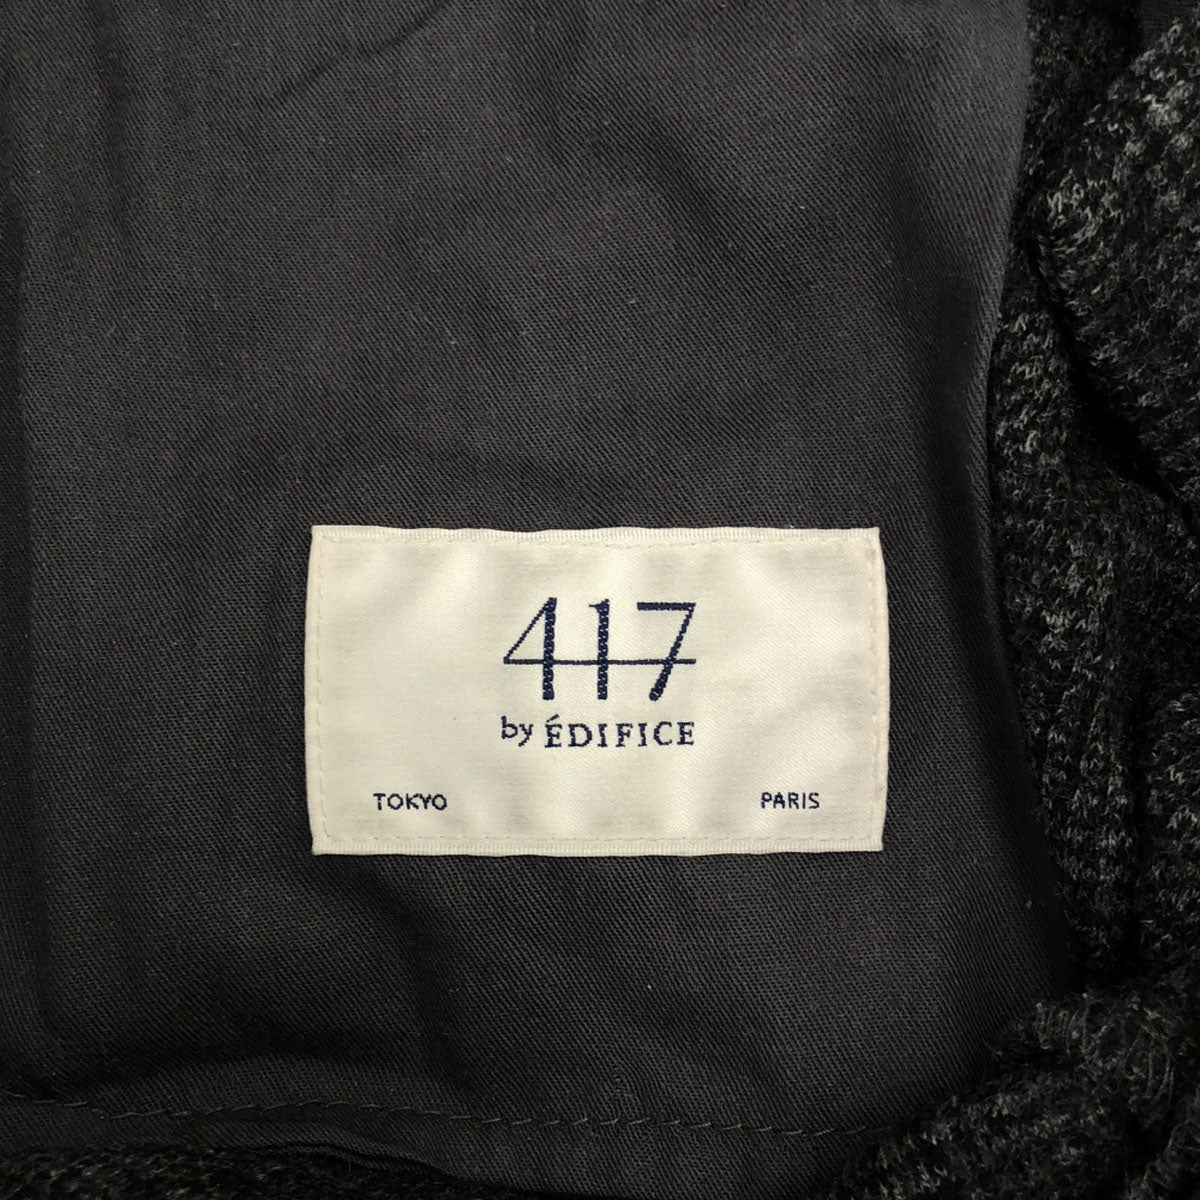 417
by ÉDIFICE
TOKYO PARIS